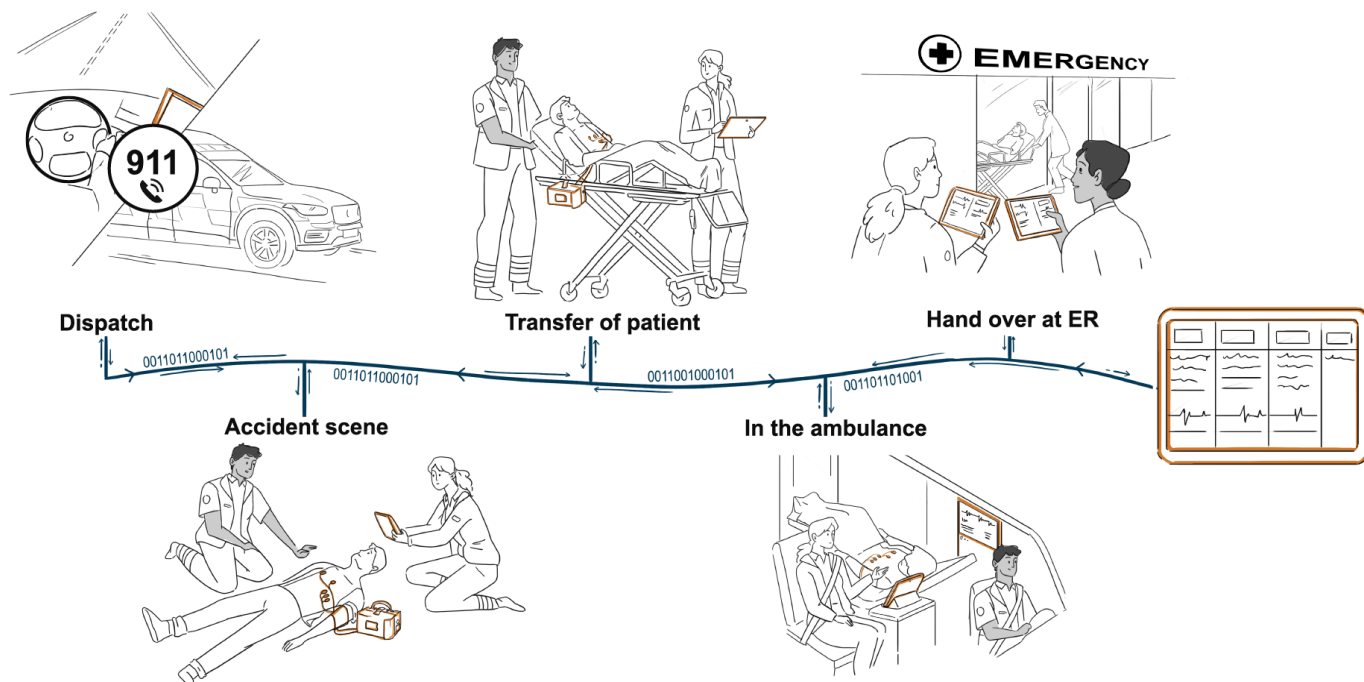 EMERGENCY
911
Dispatch
Transfer of patient
Hand over at ER
0011011000101
0011011000101
0011001000101
001101101001
Accident scene
In the ambulance